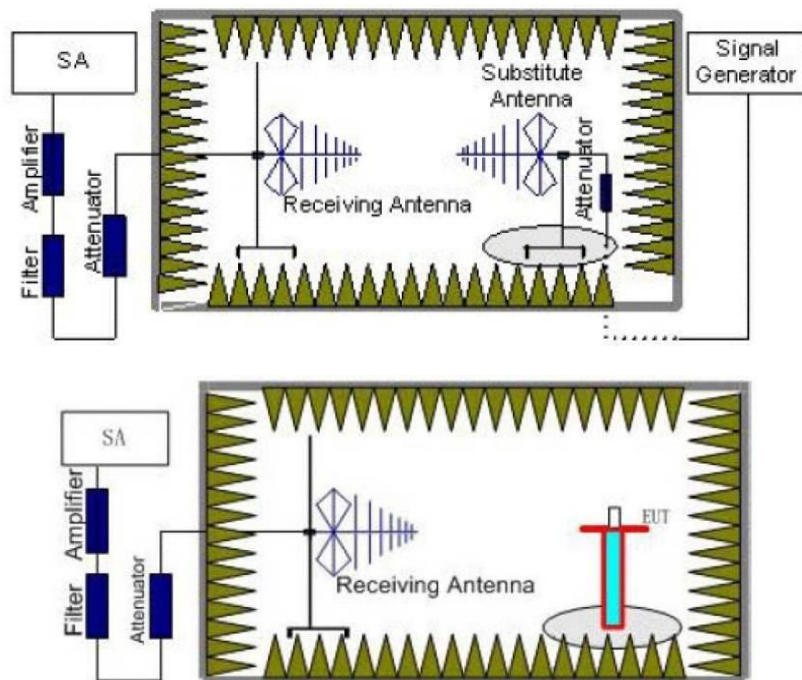 SA
Signal
Generator
Substitute
Antenna
Amplifier
Attenuator
Attenuator
Receiving Antenna
Filter
SA
Amplifier
EUT
Attenuator
Receiving Antenna
Filter